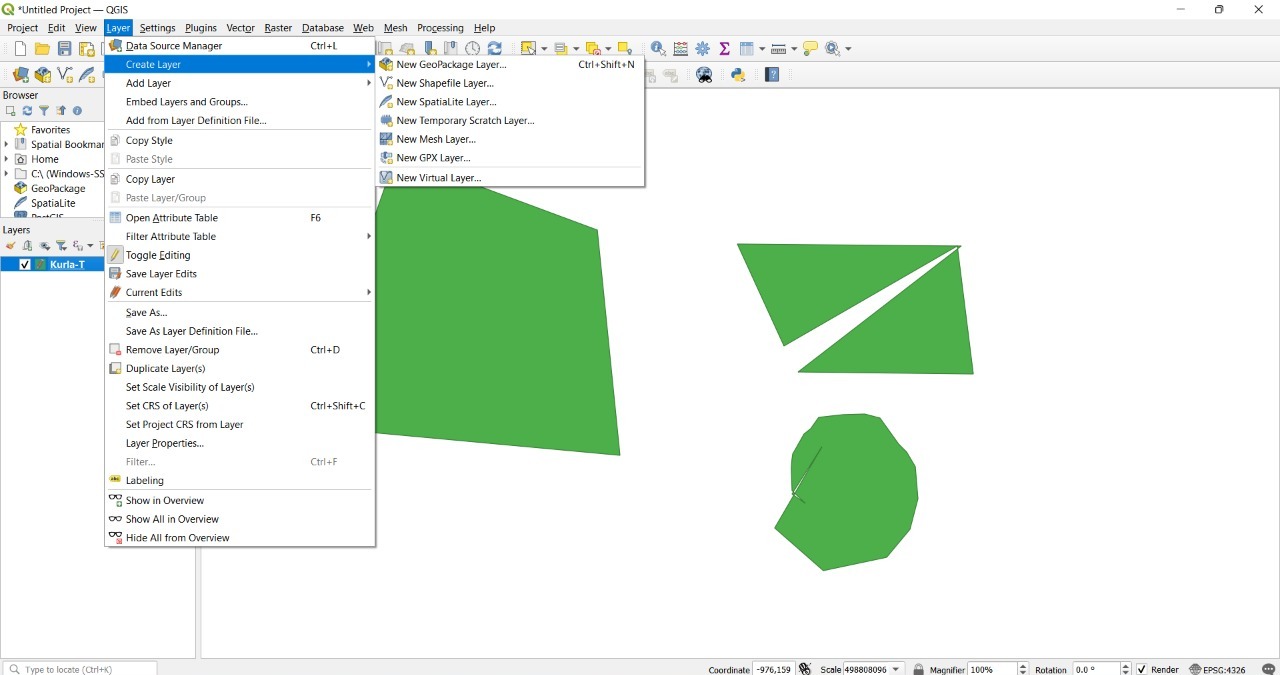 *Untitled Project — QGIS
Project Edit View Layer Settings Plugins Vector Raster Database Web Mesh Processing Help
Data Source Manager Ctrl+L
Create Layer
Add Layer
Embed Layers and Groups...
Add from Layer Definition File...
Copy Style
Paste Style
Copy Layer
Paste Layer/Group
Open Attribute Table F6
Filter Attribute Table
Toggle Editing
Save Layer Edits
Current Edits
Save As...
Save As Layer Definition File...
Remove Layer/Group Ctrl+D
Duplicate Layer(s)
Set Scale Visibility of Layer(s)
Set CRS of Layer(s) Ctrl+Shift+C
Set Project CRS from Layer
Layer Properties...
Filter... Ctrl+F
abc Labeling
Show in Overview
Show All in Overview
Hide All from Overview
New GeoPackage Layer... Ctrl+Shift+N
New Shapefile Layer...
New SpatiaLite Layer...
New Temporary Scratch Layer...
New Mesh Layer...
New GPX Layer...
New Virtual Layer...
Browser
Favorites
Spatial Bookmar
Home
C:\ (Windows-SS
GeoPackage
SpatiaLite
PostGIS
Layers
Kurla-T
Type to locate (Ctrl+K)
Coordinate -976,159 Scale 498808096 Magnifier 100% Rotation 0.0 ° Render EPSG:4326